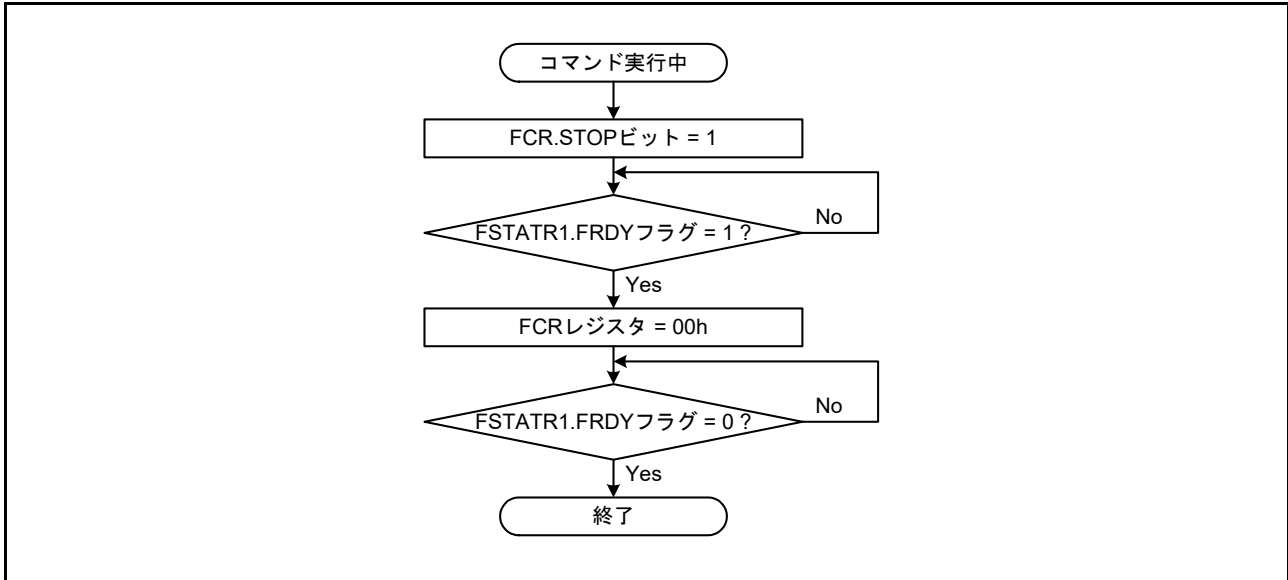 コマンド実行中
FCR.STOPビット = 1
FSTATR1.FRDYフラグ = 1 ?
No
Yes
FCRレジスタ = 00h
FSTATR1.FRDYフラグ = 0 ?
No
Yes
終了